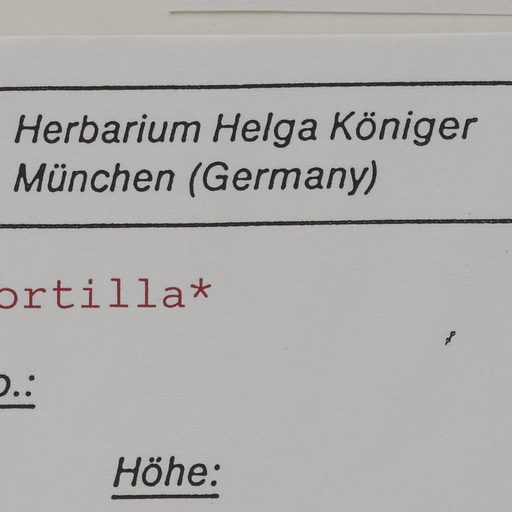 Herbarium Helga Königer
München (Germany)
ortilla*
o.:
Höhe: